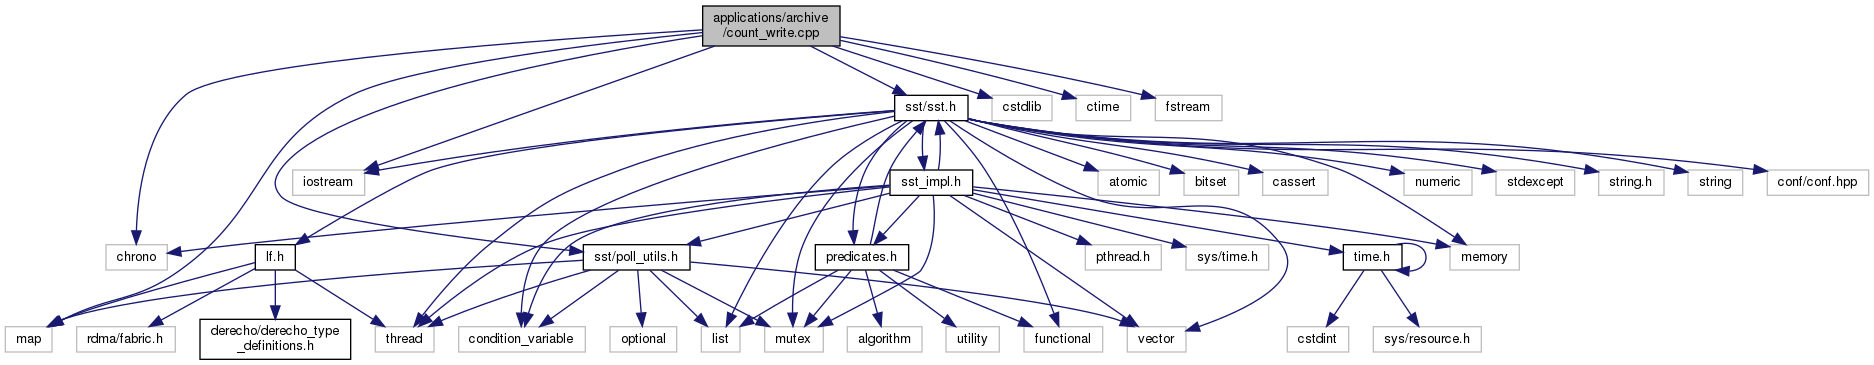 applications/archive
/count_write.cpp
sst/sst.h
cstdlib
ctime
fstream
iostream
sst_impl.h
atomic
bitset
cassert
numeric
stdexcept
string.h
string
conf/conf.hpp
chrono
lf.h
sst/poll_utils.h
predicates.h
pthread.h
sys/time.h
time.h
memory
map
rdma/fabric.h
derecho/derecho_type
_definitions.h
thread
condition_variable
optional
list
mutex
algorithm
utility
functional
vector
cstdint
sys/resource.h